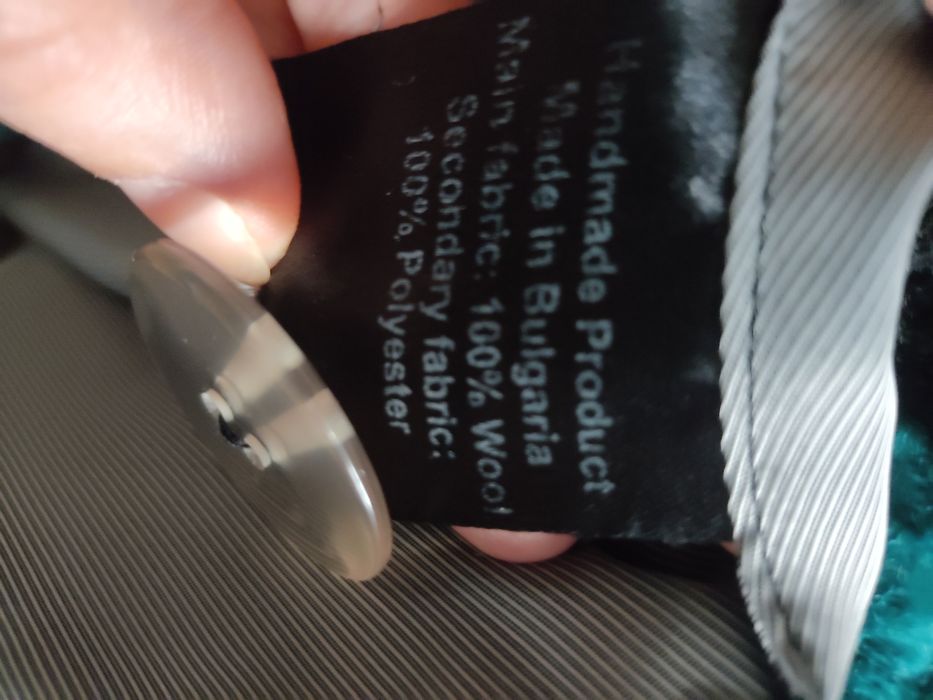 Handmade Product
Made in Bulgaria
Main fabric: 100% Wool
Secondary fabric:
100% Polyester